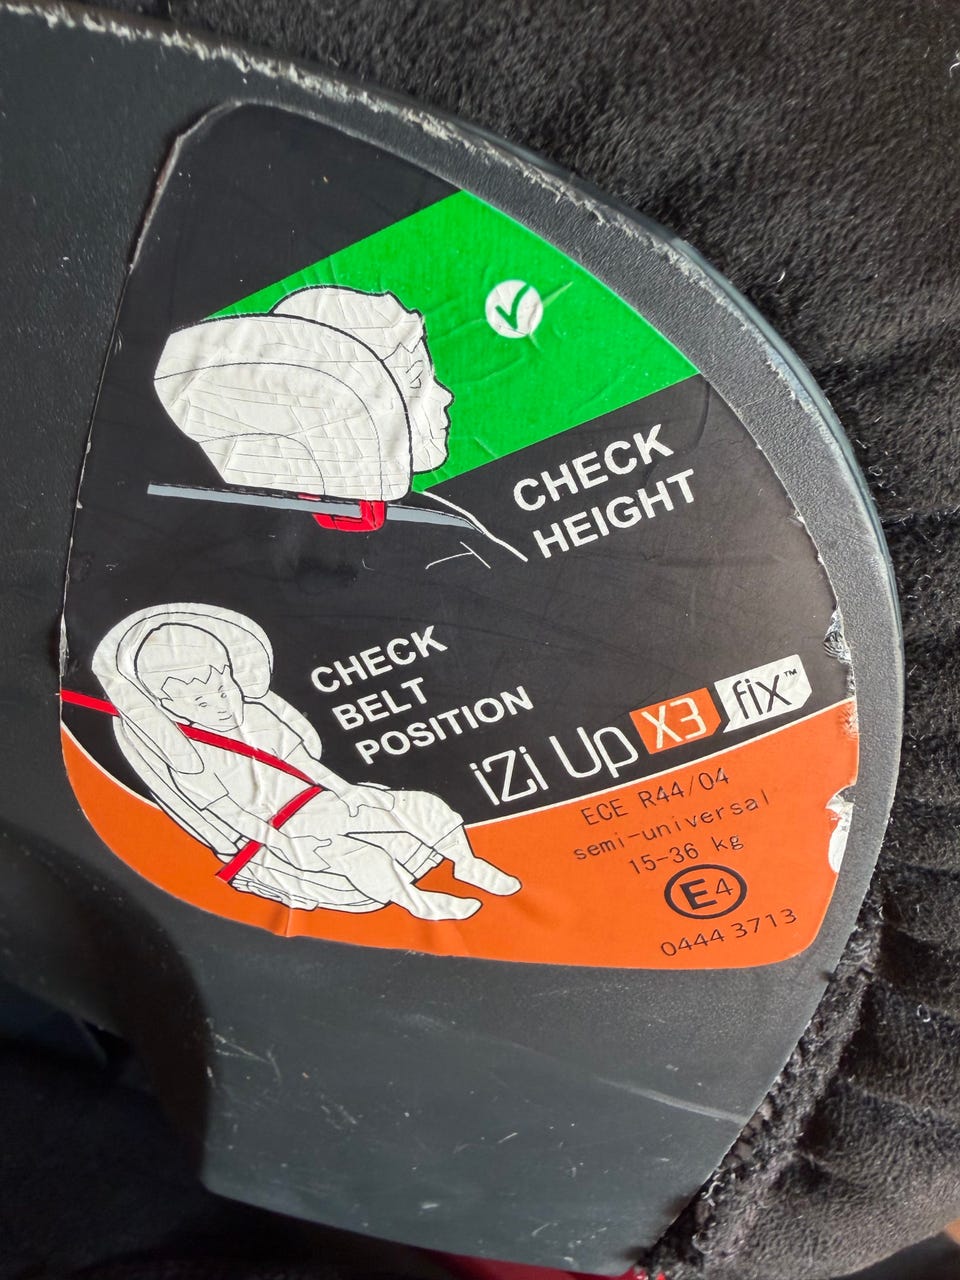 CHECK
HEIGHT
CHECK
BELT
POSITION
iZi Up X3 fix™
ECE R44/04
semi-universal
15-36 kg
E4
0444 3713